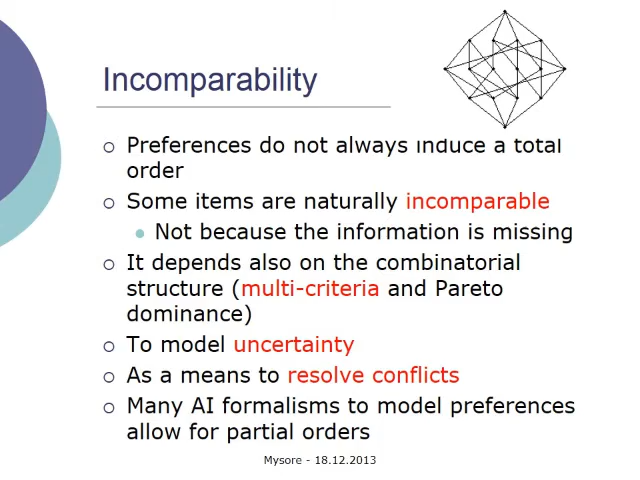 Incomparability
Preferences do not always induce a total
order
Some items are naturally incomparable
Not because the information is missing
It depends also on the combinatorial
structure (multi-criteria and Pareto
dominance)
To model uncertainty
As a means to resolve conflicts
Many AI formalisms to model preferences
allow for partial orders
Mysore - 18.12.2013